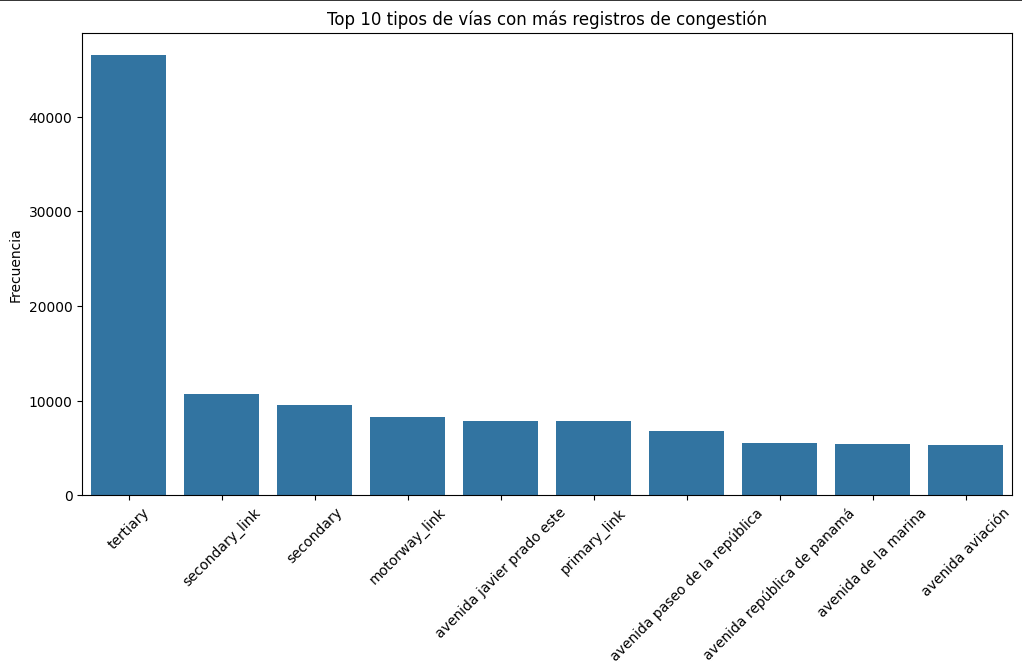 Top 10 tipos de vías con más registros de congestión
Frecuencia
40000
30000
20000
10000
0
tertiary
secondary_link
secondary
motorway_link
avenida javier prado este
primary_link
avenida paseo de la república
avenida república de panamá
avenida de la marina
avenida aviación